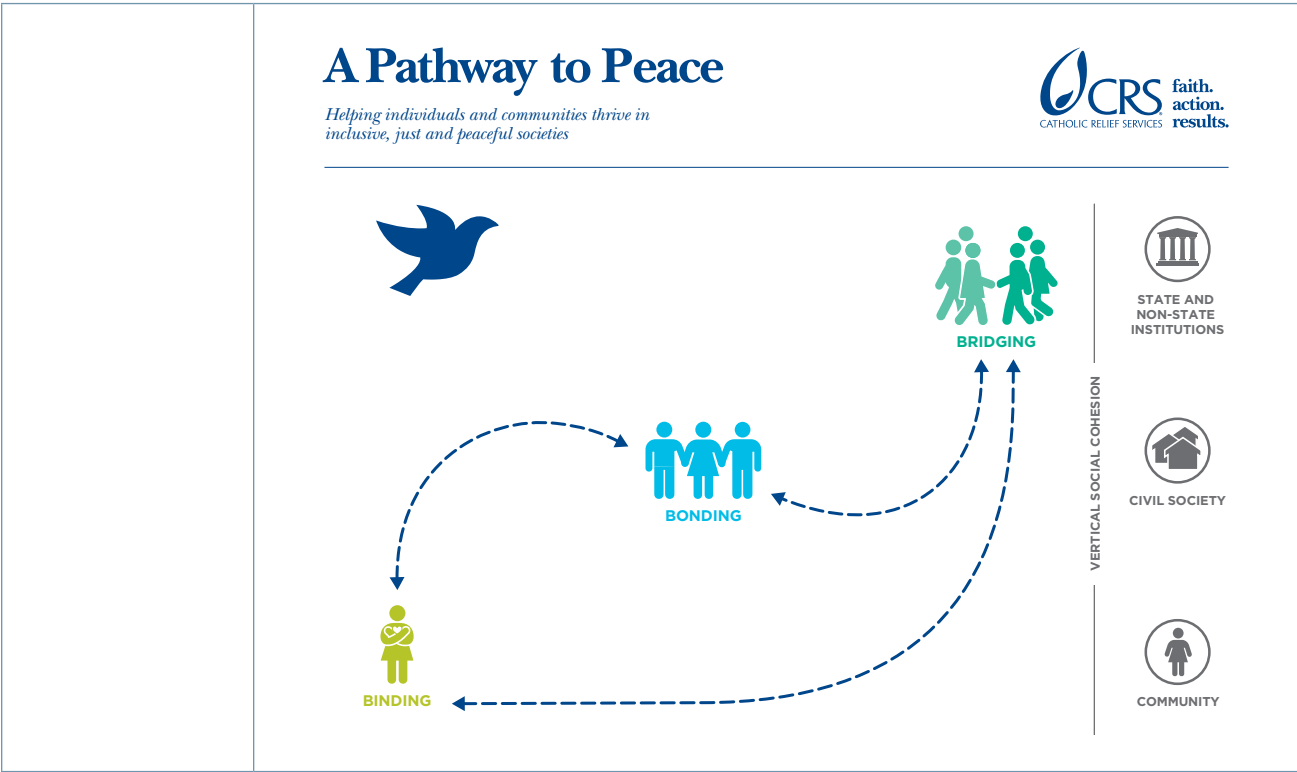 A Pathway to Peace
Helping individuals and communities thrive in
inclusive, just and peaceful societies
CRS
CATHOLIC RELIEF SERVICES
faith.
action.
results.
BRIDGING
BONDING
BINDING
VERTICAL SOCIAL COHESION
STATE AND
NON-STATE
INSTITUTIONS
CIVIL SOCIETY
COMMUNITY